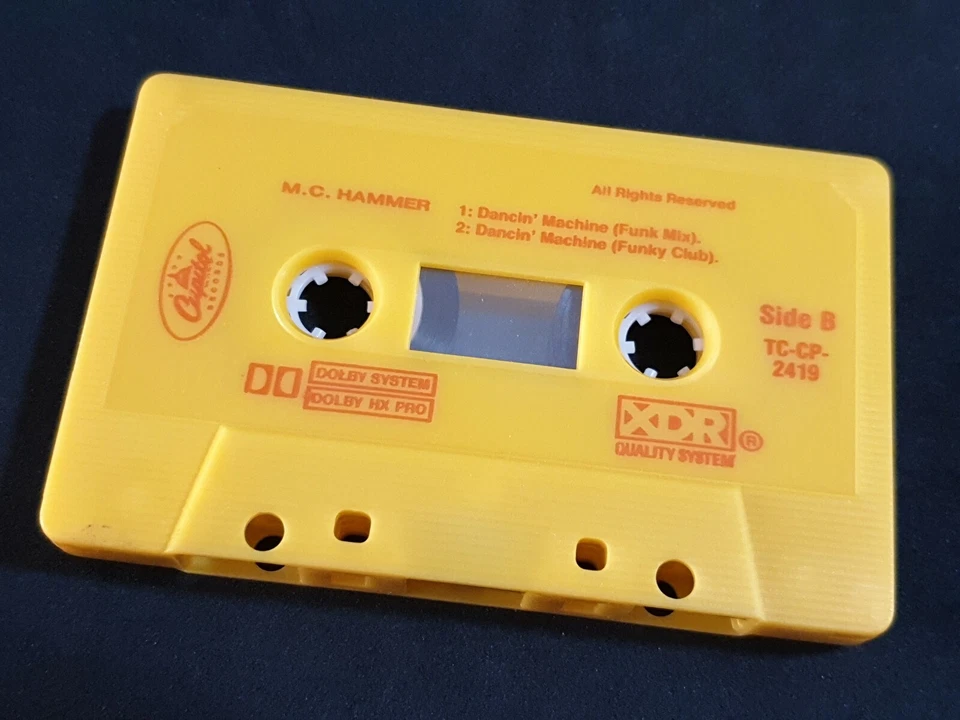 M.C. HAMMER
All Rights Reserved
1: Dancin' Machine (Funk Mix).
2: Dancin' Machine (Funky Club).
Capitol
RECORDS
Side B
TC-CP-
2419
DOLBY SYSTEM
DOLBY HX PRO
XDR®
QUALITY SYSTEM